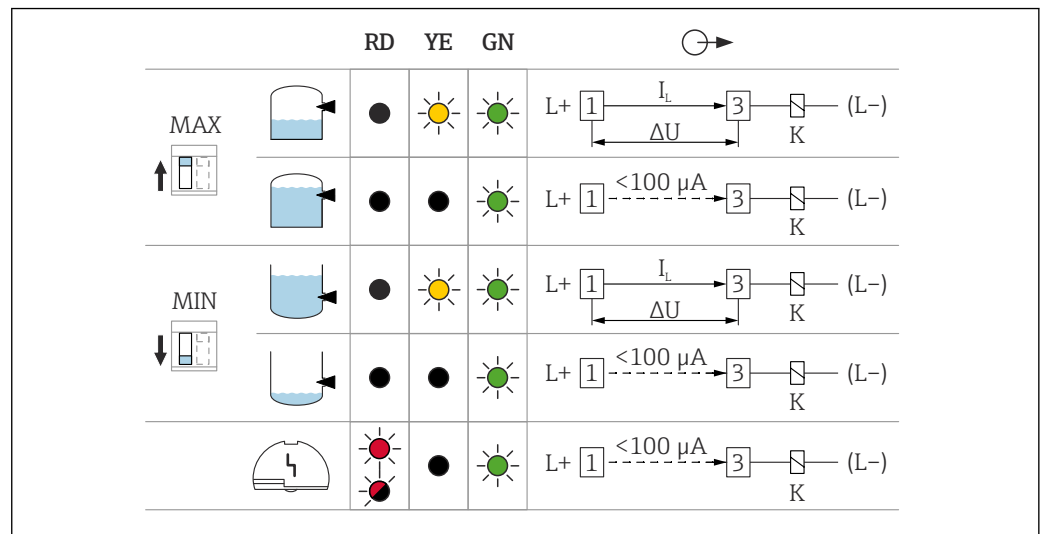 RD YE GN
MAX
L+ 1 I_L 3 (L–)
ΔU K
L+ 1 <100 µA 3 (L–)
K
MIN
L+ 1 I_L 3 (L–)
ΔU K
L+ 1 <100 µA 3 (L–)
K
L+ 1 <100 µA 3 (L–)
K